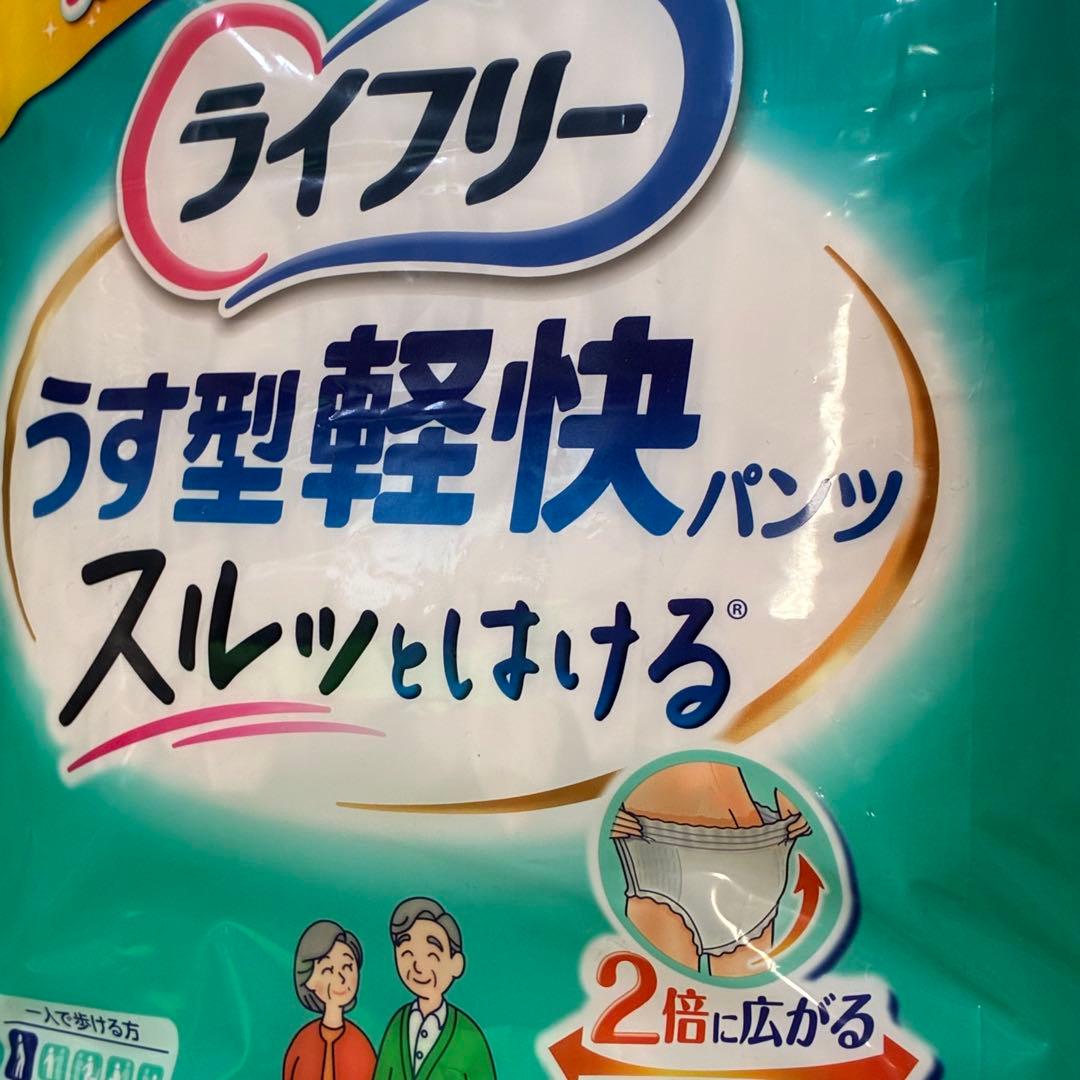 ライフリー
うす型軽快パンツ
スルッとはける®
2倍に広がる
一人で歩ける方